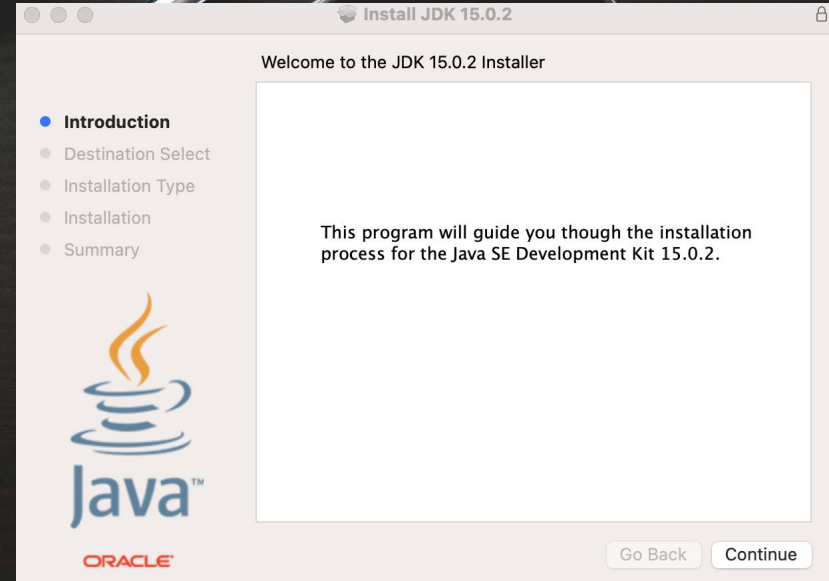 Install JDK 15.0.2
Welcome to the JDK 15.0.2 Installer
Introduction
Destination Select
Installation Type
Installation
Summary
This program will guide you though the installation
process for the Java SE Development Kit 15.0.2.
Java™
ORACLE®
Go Back
Continue